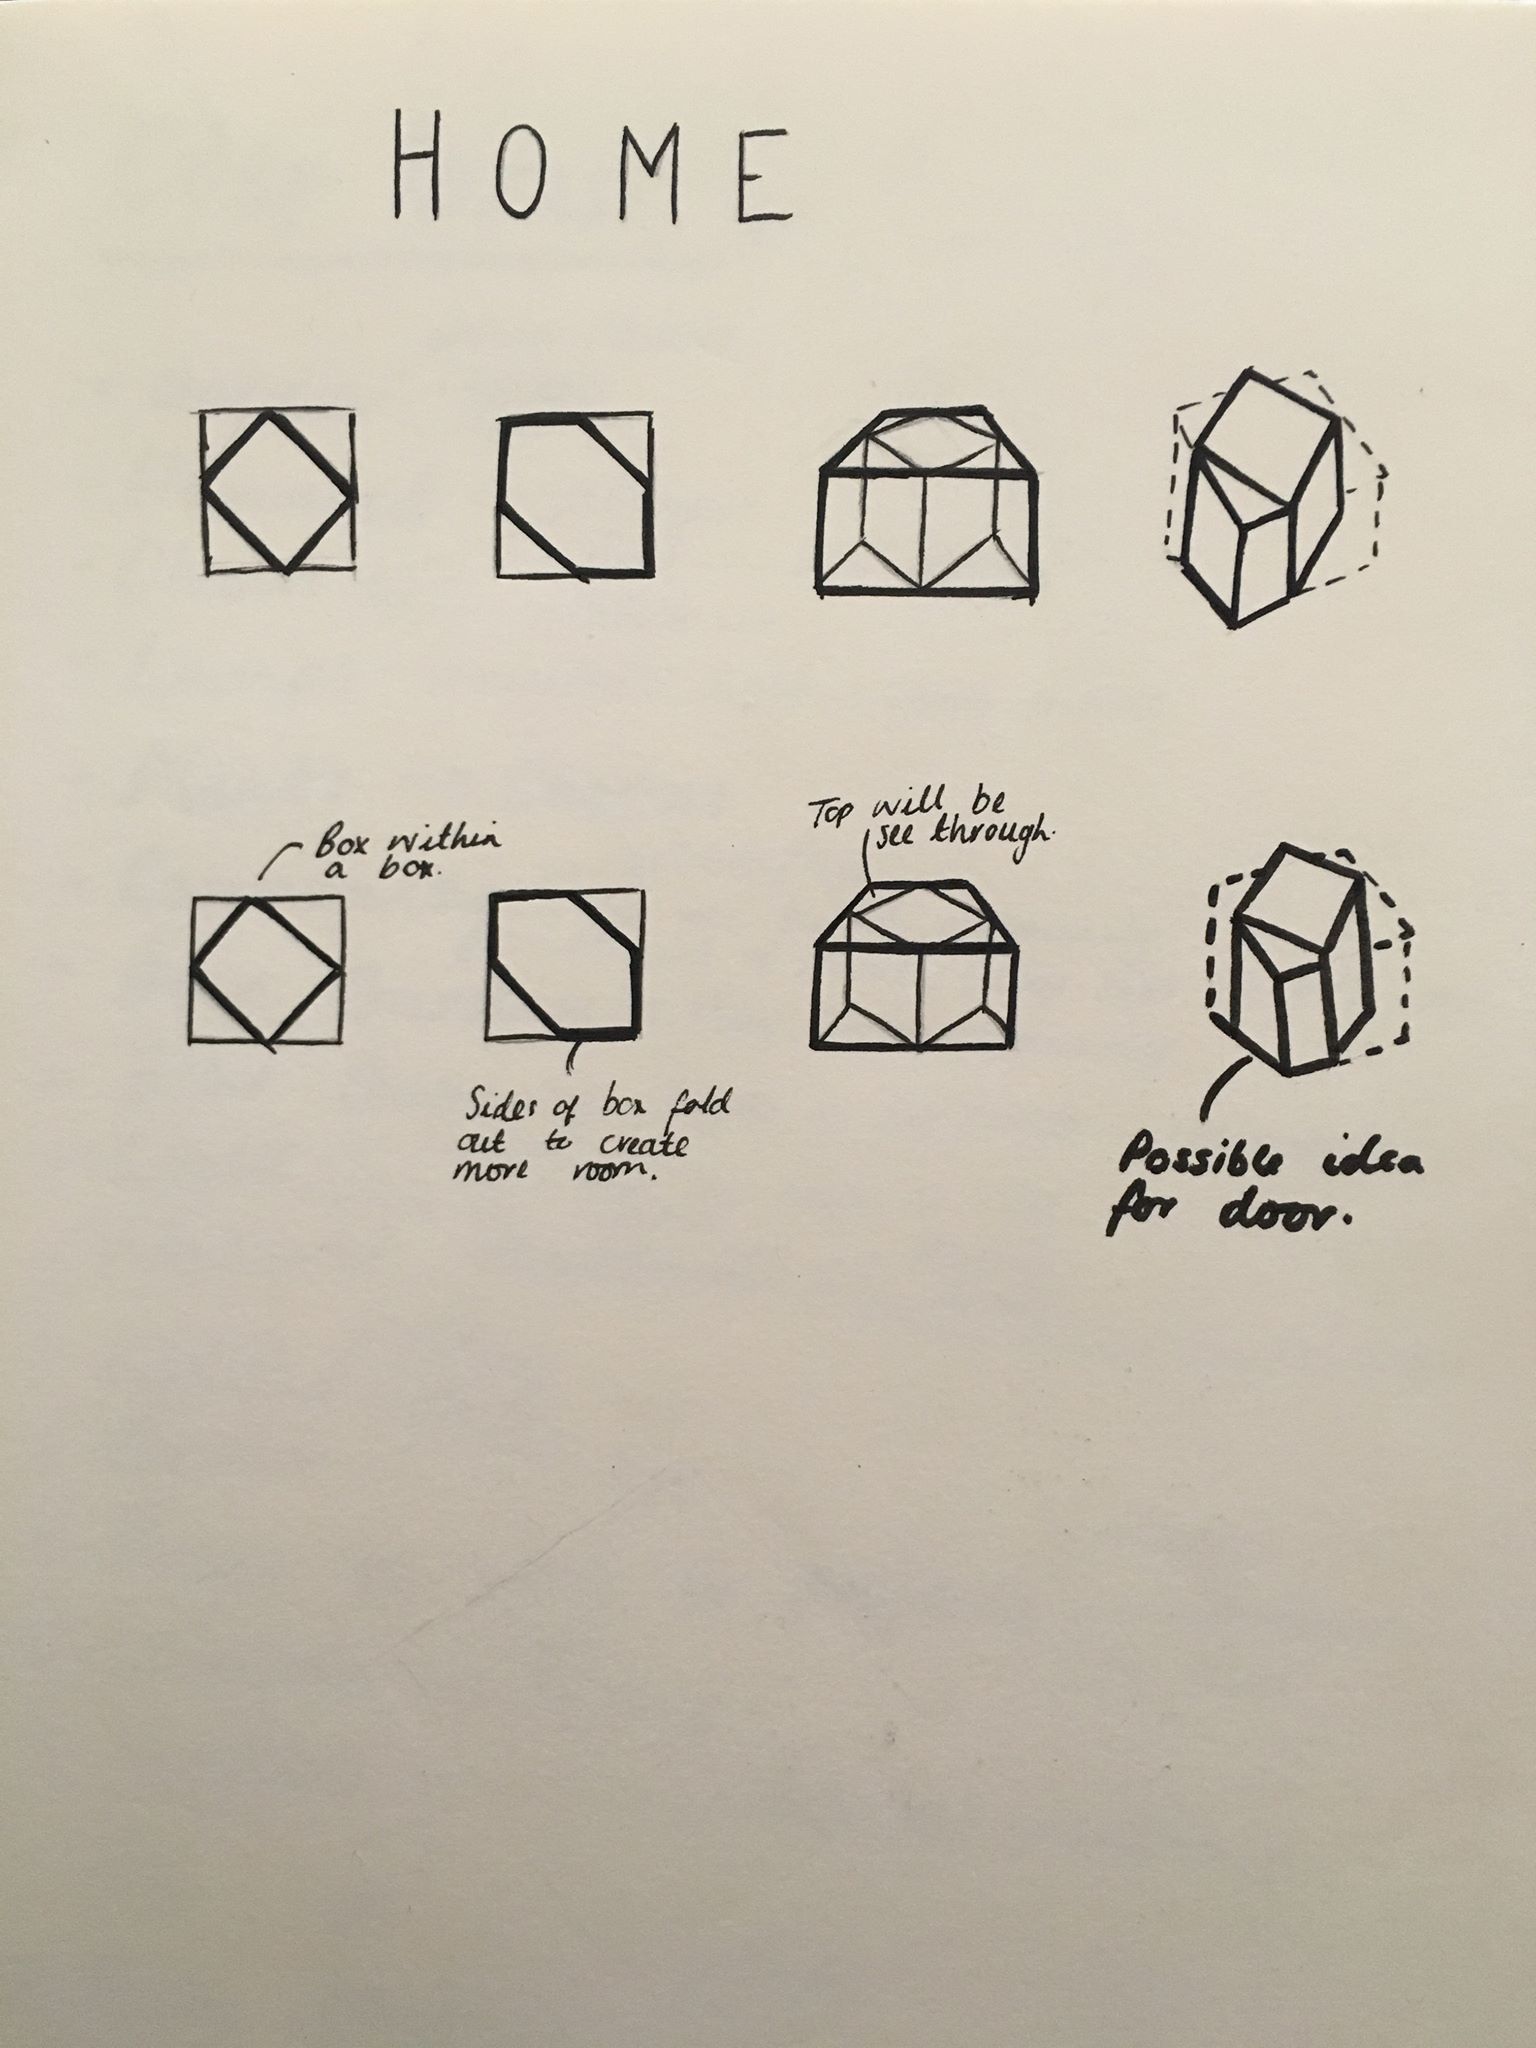 HOME
Box within
a box.
Top will be
see through.
Sides of box fold
out to create
more room.
Possible idea
for door.